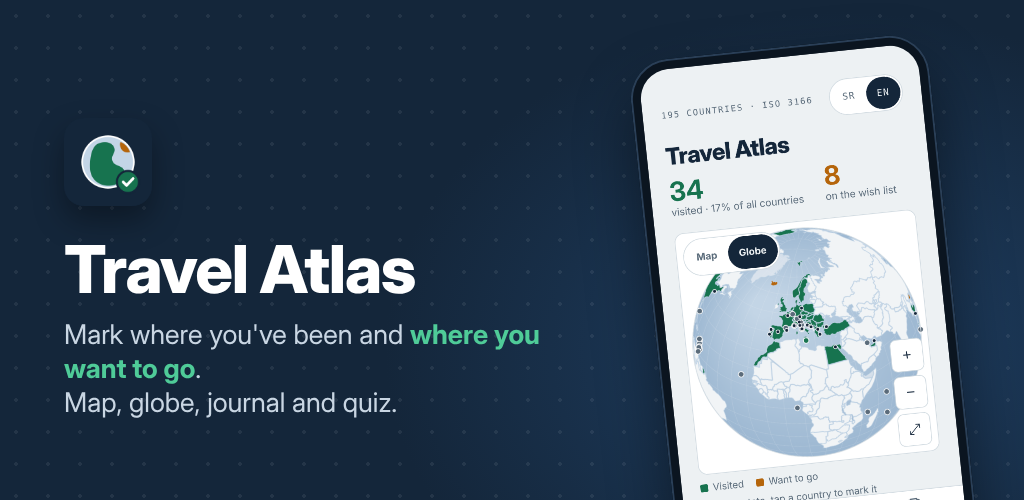 Travel Atlas
Mark where you've been and where you
want to go.
Map, globe, journal and quiz.
195 COUNTRIES · ISO 3166
SR EN
Travel Atlas
34
visited · 17% of all countries
8
on the wish list
Map Globe
+
−
Visited Want to go
tap a country to mark it